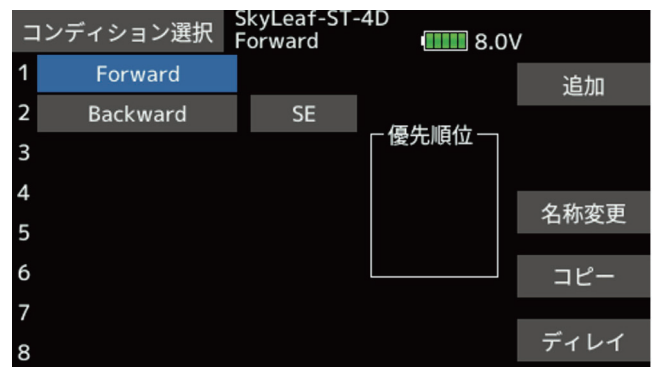 コンディション選択
SkyLeaf-ST-4D
Forward
8.0V
1 Forward
追加
2 Backward SE
優先順位
3
4
名称変更
5
6
コピー
7
ディレイ
8